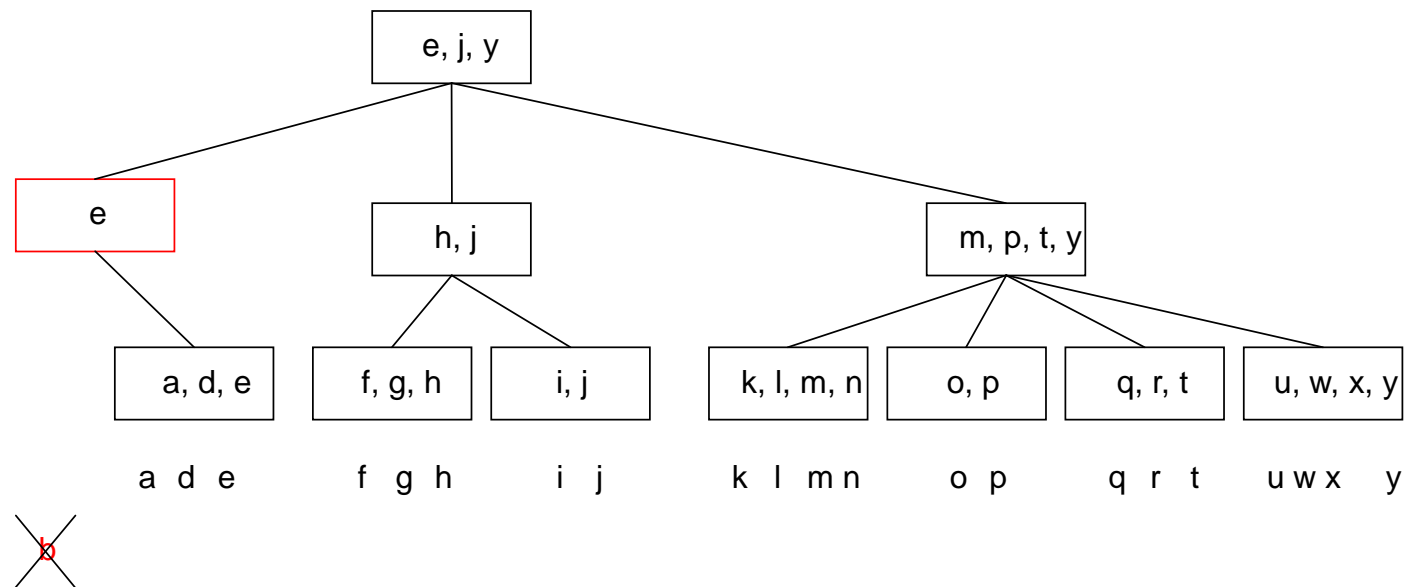 e, j, y
e
h, j
m, p, t, y
a, d, e
f, g, h
i, j
k, l, m, n
o, p
q, r, t
u, w, x, y
a d e f g h i j k l m n o p q r t u w x y
b